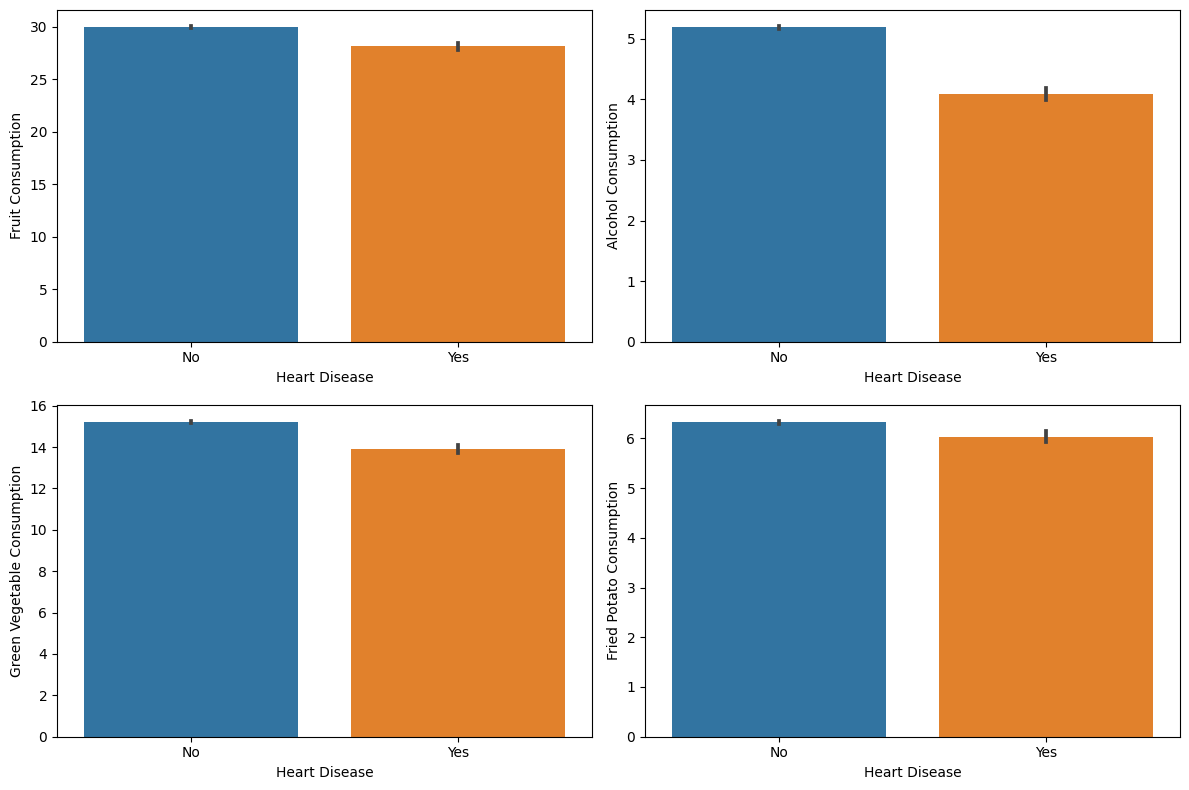 Fruit Consumption
30
25
20
15
10
5
0
No
Yes
Heart Disease
Alcohol Consumption
5
4
3
2
1
0
No
Yes
Heart Disease
Green Vegetable Consumption
16
14
12
10
8
6
4
2
0
No
Yes
Heart Disease
Fried Potato Consumption
6
5
4
3
2
1
0
No
Yes
Heart Disease